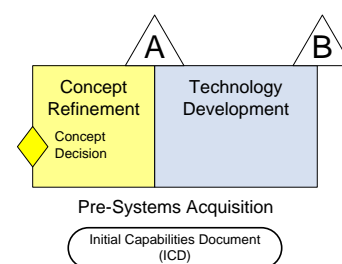 A
B
Concept
Refinement
Technology
Development
Concept
Decision
Pre-Systems Acquisition
Initial Capabilities Document
(ICD)